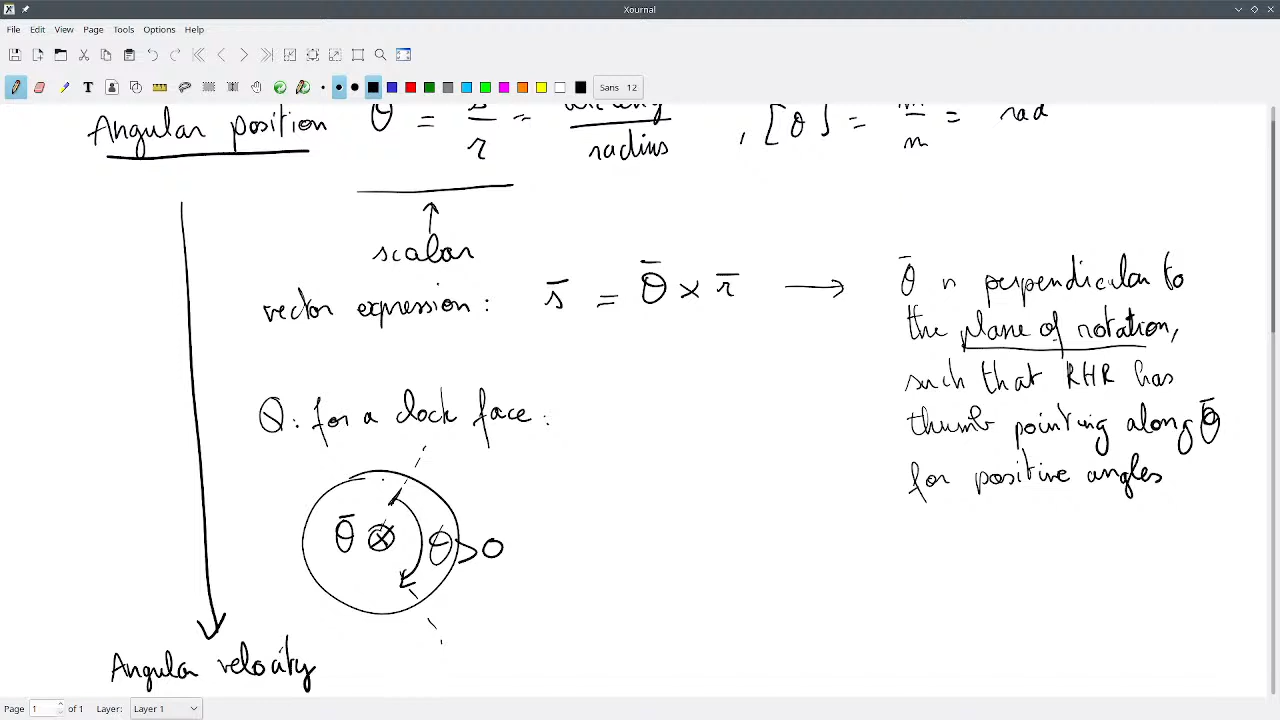 Xournal
File Edit View Page Tools Options Help
T Sans 12
Angular position θ = s/r = /radius , [θ] = m/m = rad
scalar
vector expression: s̄ = θ̄ × r̄ → θ̄ is perpendicular to
the plane of rotation,
such that RHR has
thumb pointing along θ̄
for positive angles
Q: for a clock face:
θ̄ ⊗ θ > 0
Angular velocity
Page 1 of 1 Layer: Layer 1